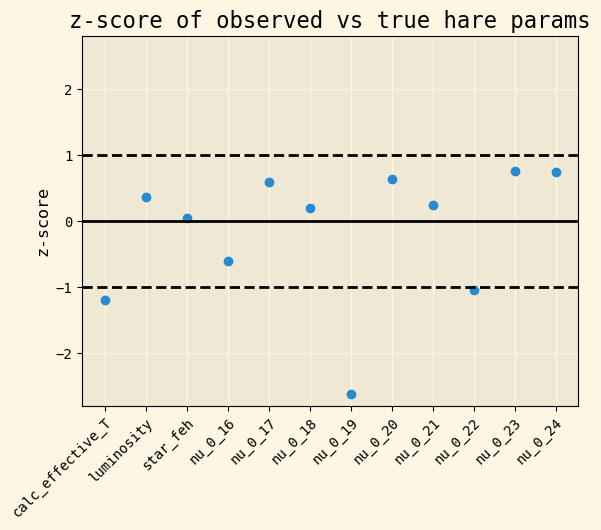 z-score of observed vs true hare params
z-score
2
1
0
−1
−2
calc_effective_T
luminosity
star_feh
nu_0_16
nu_0_17
nu_0_18
nu_0_19
nu_0_20
nu_0_21
nu_0_22
nu_0_23
nu_0_24